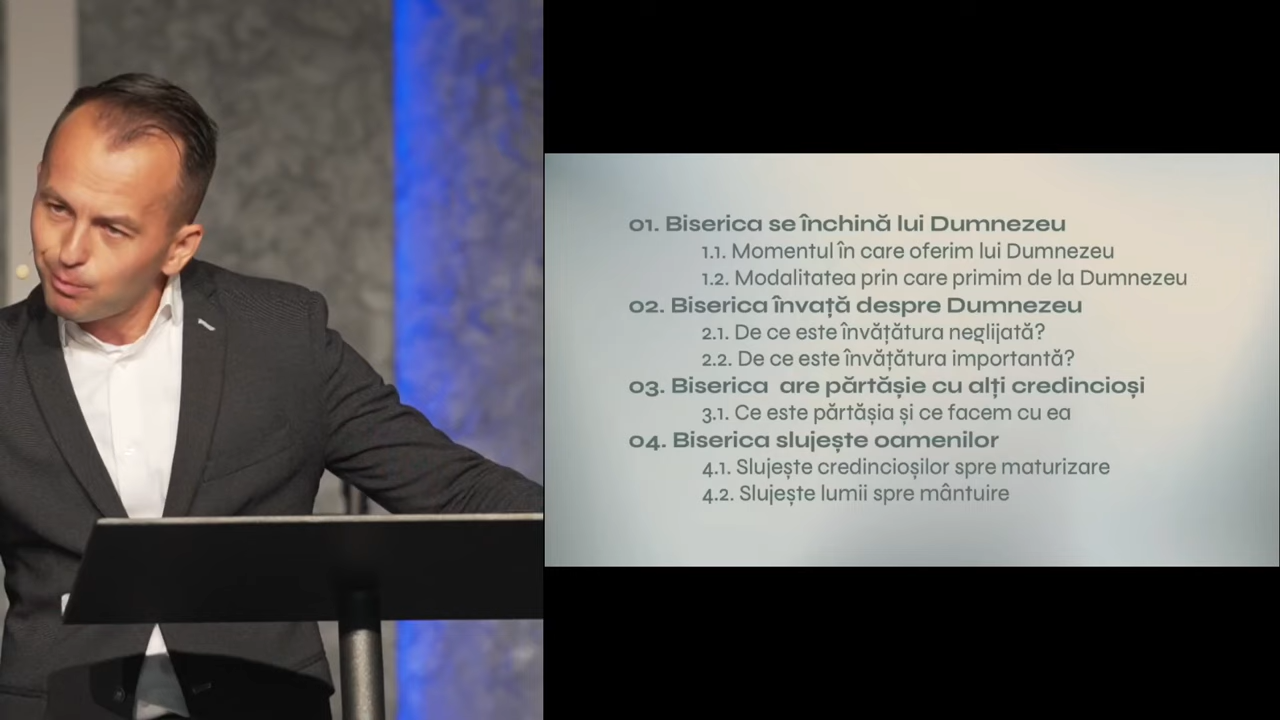 01. Biserica se închină lui Dumnezeu
1.1. Momentul în care oferim lui Dumnezeu
1.2. Modalitatea prin care primim de la Dumnezeu
02. Biserica învață despre Dumnezeu
2.1. De ce este învățătura neglijată?
2.2. De ce este învățătura importantă?
03. Biserica  are părtășie cu alți credincioși
3.1. Ce este părtășia și ce facem cu ea
04. Biserica slujește oamenilor
4.1. Slujește credincioșilor spre maturizare
4.2. Slujește lumii spre mântuire